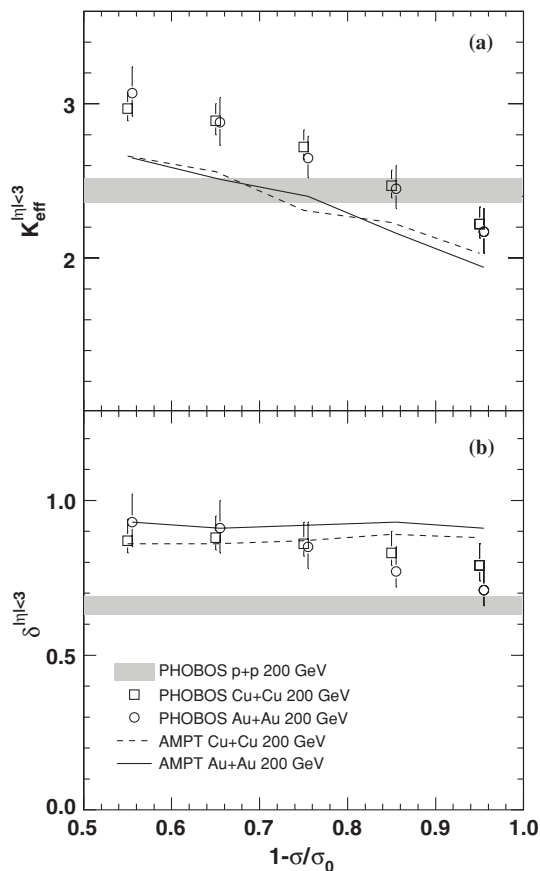 (a)
3
2
K_eff^|η|<3
(b)
1.0
0.5
0.0
δ^|η|<3
PHOBOS p+p 200 GeV
PHOBOS Cu+Cu 200 GeV
PHOBOS Au+Au 200 GeV
AMPT Cu+Cu 200 GeV
AMPT Au+Au 200 GeV
0.5 0.6 0.7 0.8 0.9 1.0
1-σ/σ₀